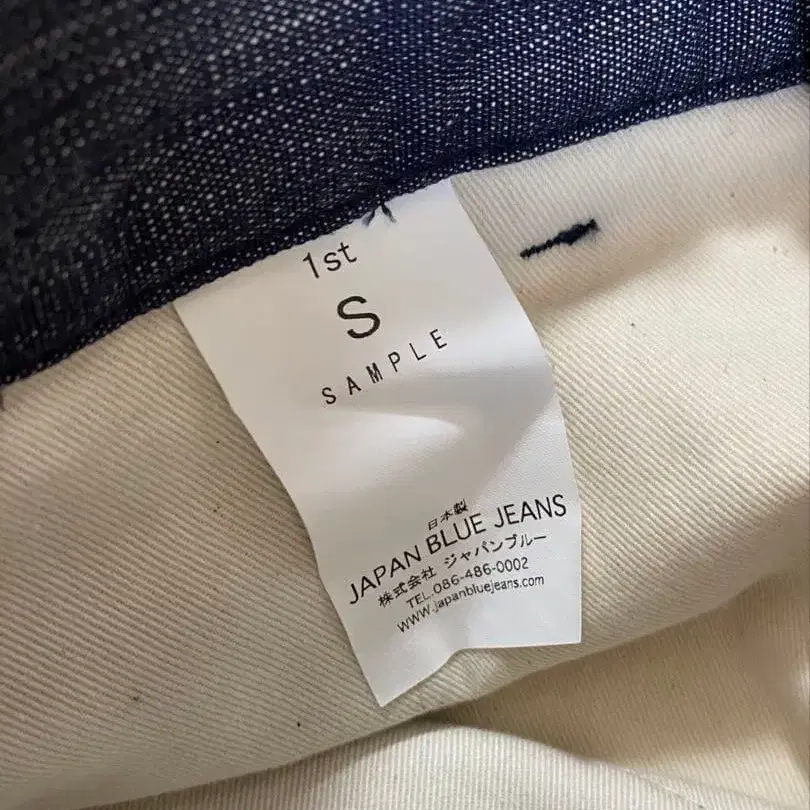 1st
S
SAMPLE
日本製
JAPAN BLUE JEANS
株式会社 ジャパンブルー
TEL.086-486-0002
www.japanbluejeans.com